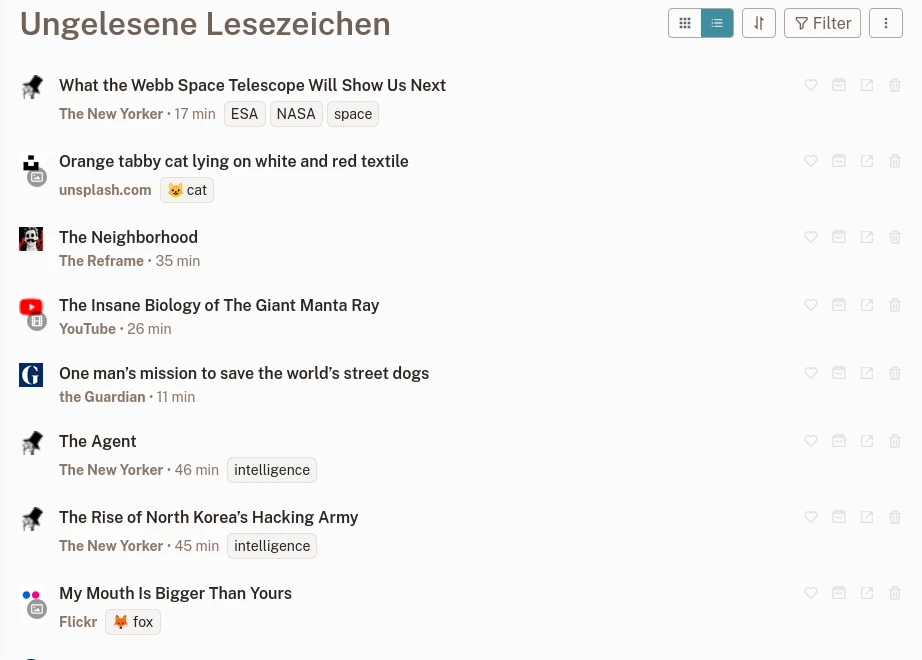 Ungelesene Lesezeichen
Filter
What the Webb Space Telescope Will Show Us Next
The New Yorker • 17 min ESA NASA space
Orange tabby cat lying on white and red textile
unsplash.com 😺 cat
The Neighborhood
The Reframe • 35 min
The Insane Biology of The Giant Manta Ray
YouTube • 26 min
G
One man’s mission to save the world’s street dogs
the Guardian • 11 min
The Agent
The New Yorker • 46 min intelligence
The Rise of North Korea’s Hacking Army
The New Yorker • 45 min intelligence
My Mouth Is Bigger Than Yours
Flickr 🦊 fox